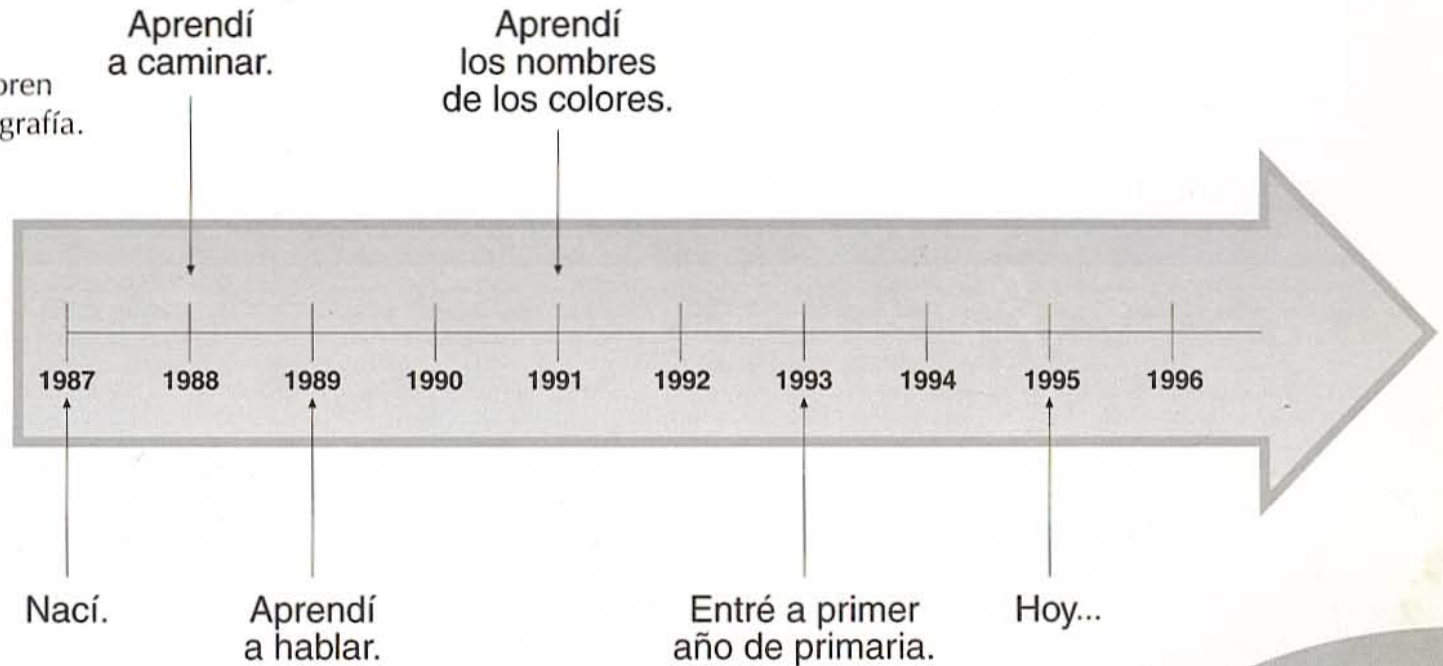 Aprendí
a caminar.
Aprendí
los nombres
de los colores.
grafía.
1987 1988 1989 1990 1991 1992 1993 1994 1995 1996
Nací.
Aprendí
a hablar.
Entré a primer
año de primaria.
Hoy...